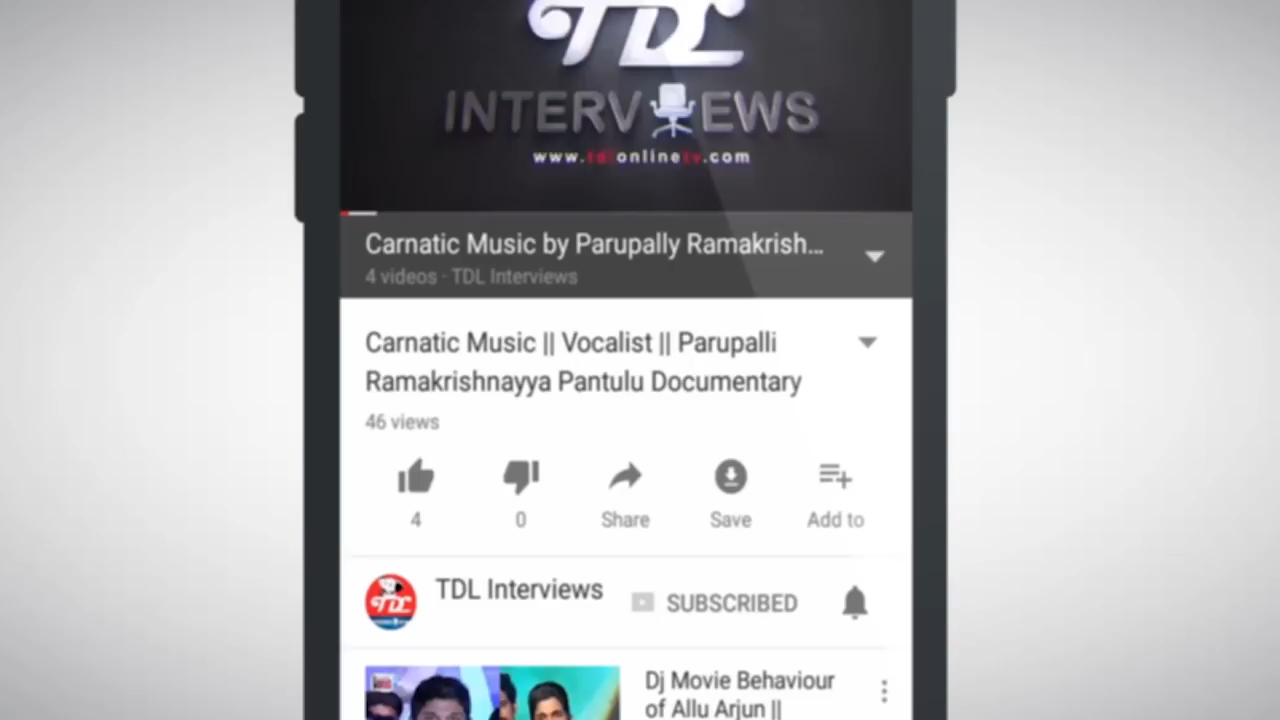 TDL
INTERVIEWS
www.tdlonlinetv.com
Carnatic Music by Parupally Ramakrish...
4 videos · TDL Interviews
Carnatic Music || Vocalist || Parupalli
Ramakrishnayya Pantulu Documentary
46 views
4
0
Share
Save
Add to
TDL
TDL Interviews
SUBSCRIBED
Dj Movie Behaviour
of Allu Arjun ||